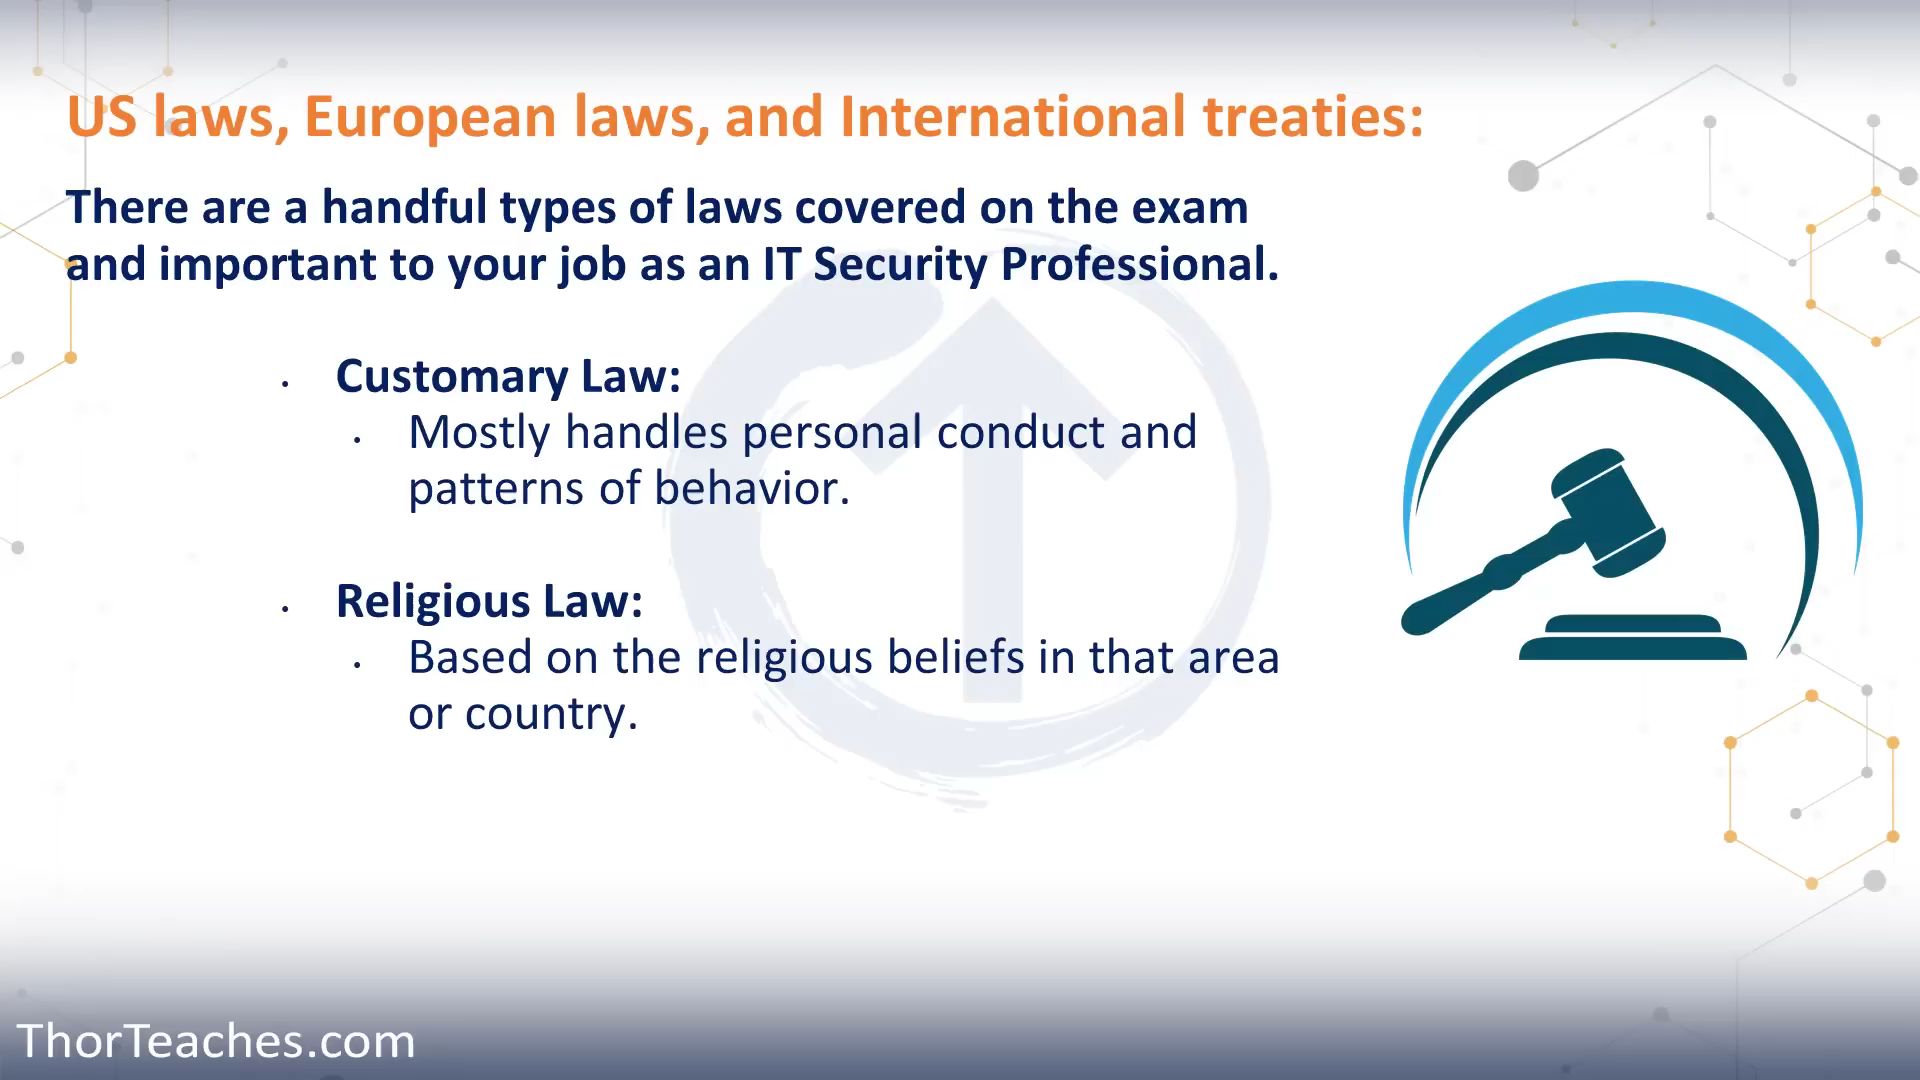 US laws, European laws, and International treaties:
There are a handful types of laws covered on the exam
and important to your job as an IT Security Professional.
• Customary Law:
• Mostly handles personal conduct and
patterns of behavior.
• Religious Law:
• Based on the religious beliefs in that area
or country.
ThorTeaches.com